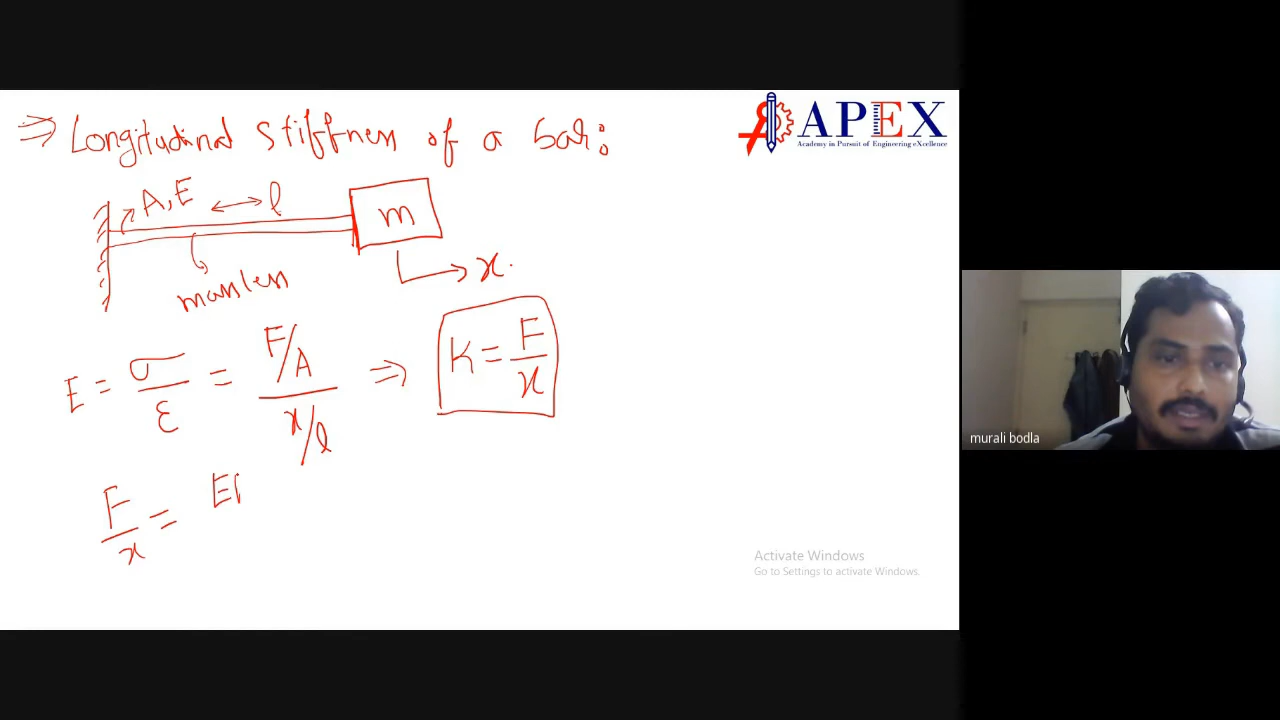 ⇒ Longitudinal stiffness of a bar:
APEX
Academy in Pursuit of Engineering eXcellence
A, E ↔ l
m
massless
→ x.
E = σ/ε = (F/A)/(x/l) ⇒ K = F/x
murali bodla
F/x = E
Activate Windows
Go to Settings to activate Windows.